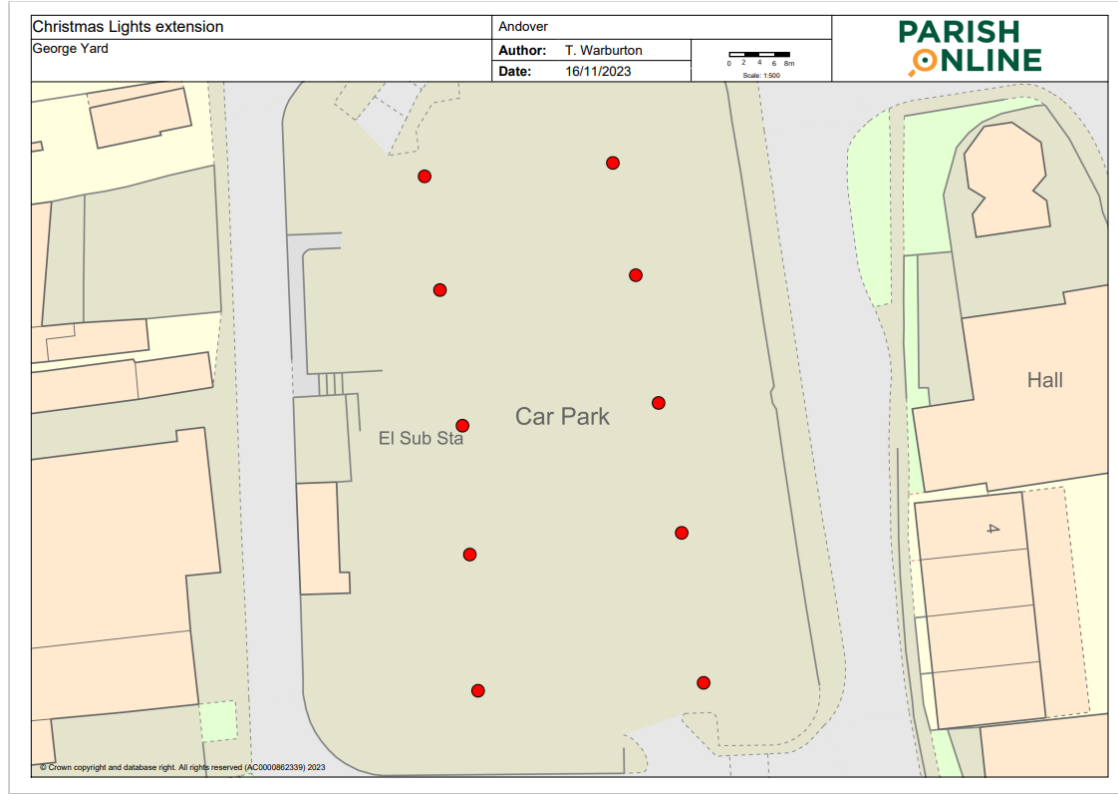 Christmas Lights extension
George Yard
Andover
Author: T. Warburton
Date: 16/11/2023
0 2 4 6 8m
Scale: 1:500
PARISH
ONLINE
Hall
Car Park
El Sub Sta
4
© Crown copyright and database right. All rights reserved (AC0000862339) 2023